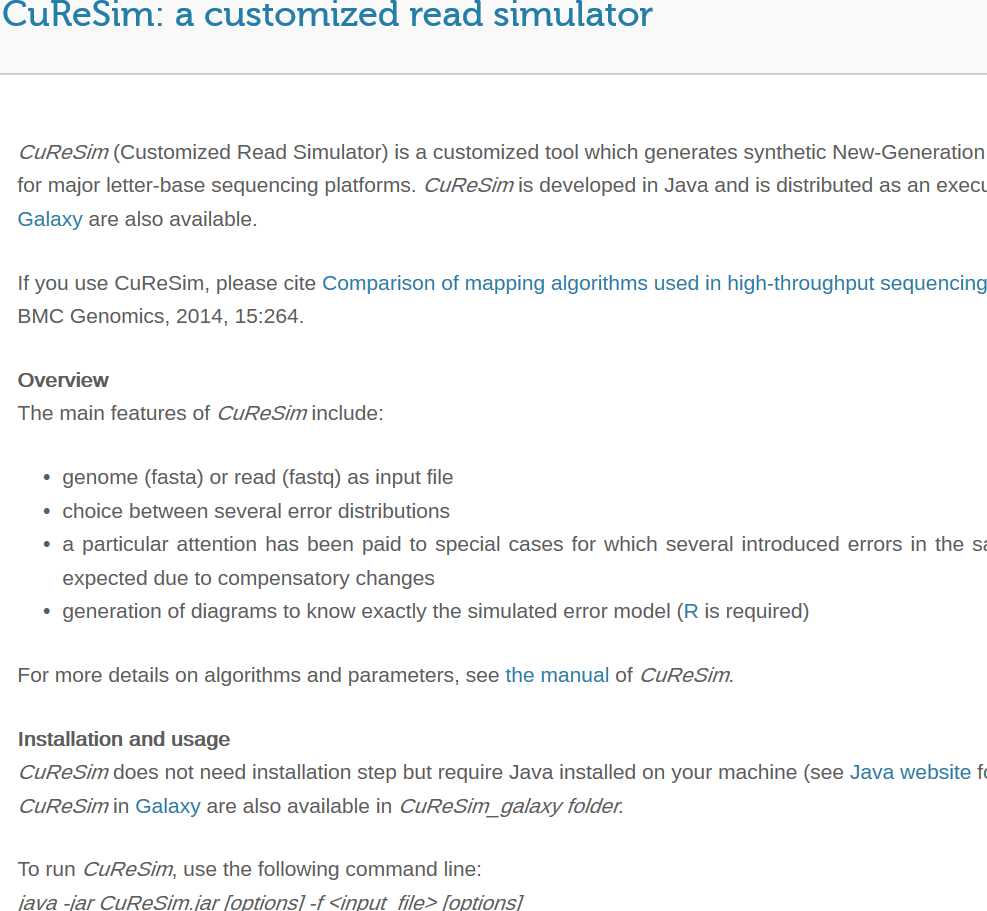 CuReSim: a customized read simulator
CuReSim (Customized Read Simulator) is a customized tool which generates synthetic New-Generation
for major letter-base sequencing platforms. CuReSim is developed in Java and is distributed as an
Galaxy are also available.
If you use CuReSim, please cite Comparison of mapping algorithms used in high-throughput sequencing
BMC Genomics, 2014, 15:264.
Overview
The main features of CuReSim include:
• genome (fasta) or read (fastq) as input file
• choice between several error distributions
• a particular attention has been paid to special cases for which several introduced errors in the
expected due to compensatory changes
• generation of diagrams to know exactly the simulated error model (R is required)
For more details on algorithms and parameters, see the manual of CuReSim.
Installation and usage
CuReSim does not need installation step but require Java installed on your machine (see Java website
CuReSim in Galaxy are also available in CuReSim_galaxy folder.
To run CuReSim, use the following command line:
java -jar CuReSim.jar [options] -f <input_file> [options]